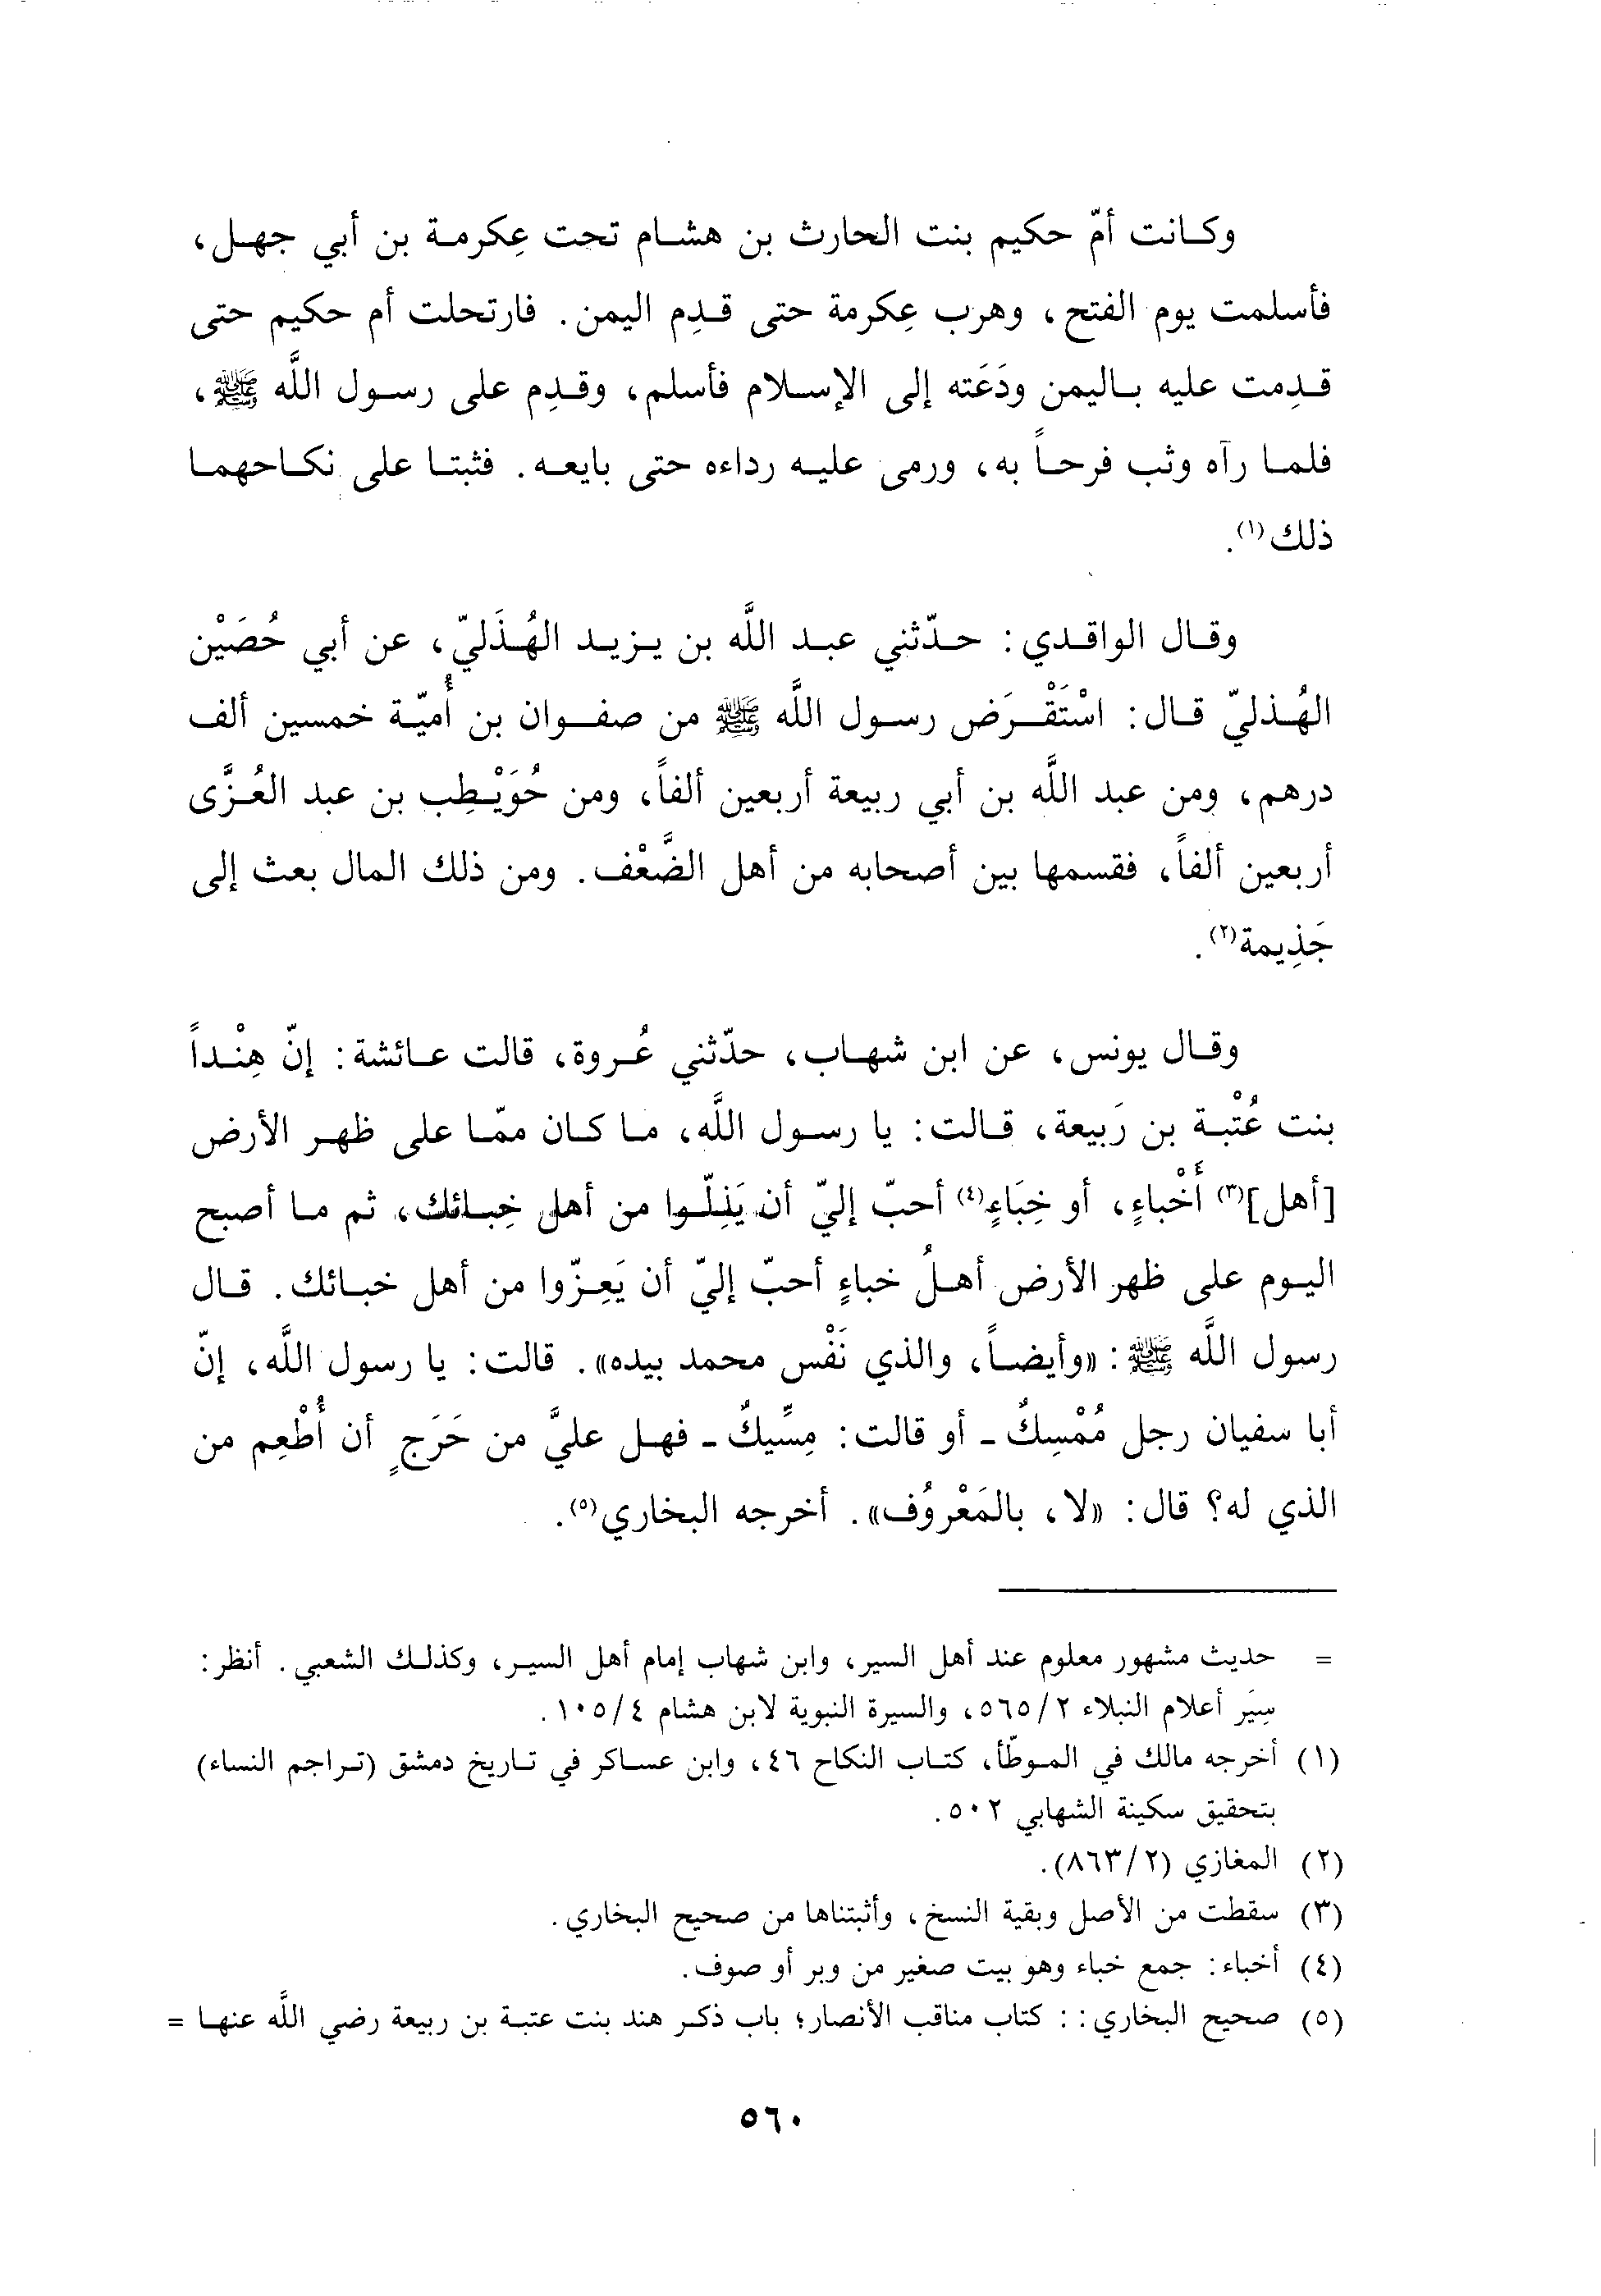 وكانت أمّ حكيم بنت الحارث بن هشام تحت عِكرمة بن أبي جهل،
فأسلمت يوم الفتح، وهرب عِكرمة حتى قدِم اليمن. فارتحلت أم حكيم حتى
قدِمت عليه باليمن ودَعَته إلى الإسلام فأسلم، وقدِم على رسول اللَّه ﷺ،
فلما رآه وثب فرحاً به، ورمى عليه رداءه حتى بايعه. فثبتا على نكاحهما
ذلك(١).
وقال الواقدي: حدّثني عبد اللَّه بن يزيد الهُذَليّ، عن أبي حُصَيْن
الهُذليّ قال: اسْتَقْرَض رسول اللَّه ﷺ من صفوان بن أُميّة خمسين ألف
درهم، ومن عبد اللَّه بن أبي ربيعة أربعين ألفاً، ومن حُوَيْطِب بن عبد العُزَّى
أربعين ألفاً، فقسمها بين أصحابه من أهل الضَّعْف. ومن ذلك المال بعث إلى
جَذِيمة(٢).
وقال يونس، عن ابن شهاب، حدّثني عُروة، قالت عائشة: إنّ هِنْداً
بنت عُتْبة بن رَبيعة، قالت: يا رسول اللَّه، ما كان ممّا على ظهر الأرض
[أهل](٣) أَخْباءٍ، أو خِبَاءٍ(٤) أحبّ إليّ أن يَذِلّوا من أهل خِبائك، ثم ما أصبح
اليوم على ظهر الأرض أهلُ خباءٍ أحبّ إليّ أن يَعِزّوا من أهل خبائك. قال
رسول اللَّه ﷺ: «وأيضاً، والذي نَفْس محمد بيده». قالت: يا رسول اللَّه، إنّ
أبا سفيان رجل مُمْسِكٌ ـ أو قالت: مِسِّيكٌ ـ فهل عليَّ من حَرَجٍ أن أُطْعِم من
الذي له؟ قال: «لا، بالمَعْروُف». أخرجه البخاري(٥).
= حديث مشهور معلوم عند أهل السير، وابن شهاب إمام أهل السير، وكذلك الشعبي. أنظر:
سِيَر أعلام النبلاء ٥٦٥/٢، والسيرة النبوية لابن هشام ١٠٥/٤.
(١) أخرجه مالك في الموطّأ، كتاب النكاح ٤٦، وابن عساكر في تاريخ دمشق (تراجم النساء)
بتحقيق سكينة الشهابي ٥٠٢.
(٢) المغازي (٨٦٣/٢).
(٣) سقطت من الأصل وبقية النسخ، وأثبتناها من صحيح البخاري.
(٤) أخباء: جمع خباء وهو بيت صغير من وبر أو صوف.
(٥) صحيح البخاري: : كتاب مناقب الأنصار؛ باب ذكر هند بنت عتبة بن ربيعة رضي اللَّه عنها =
٥٦٠